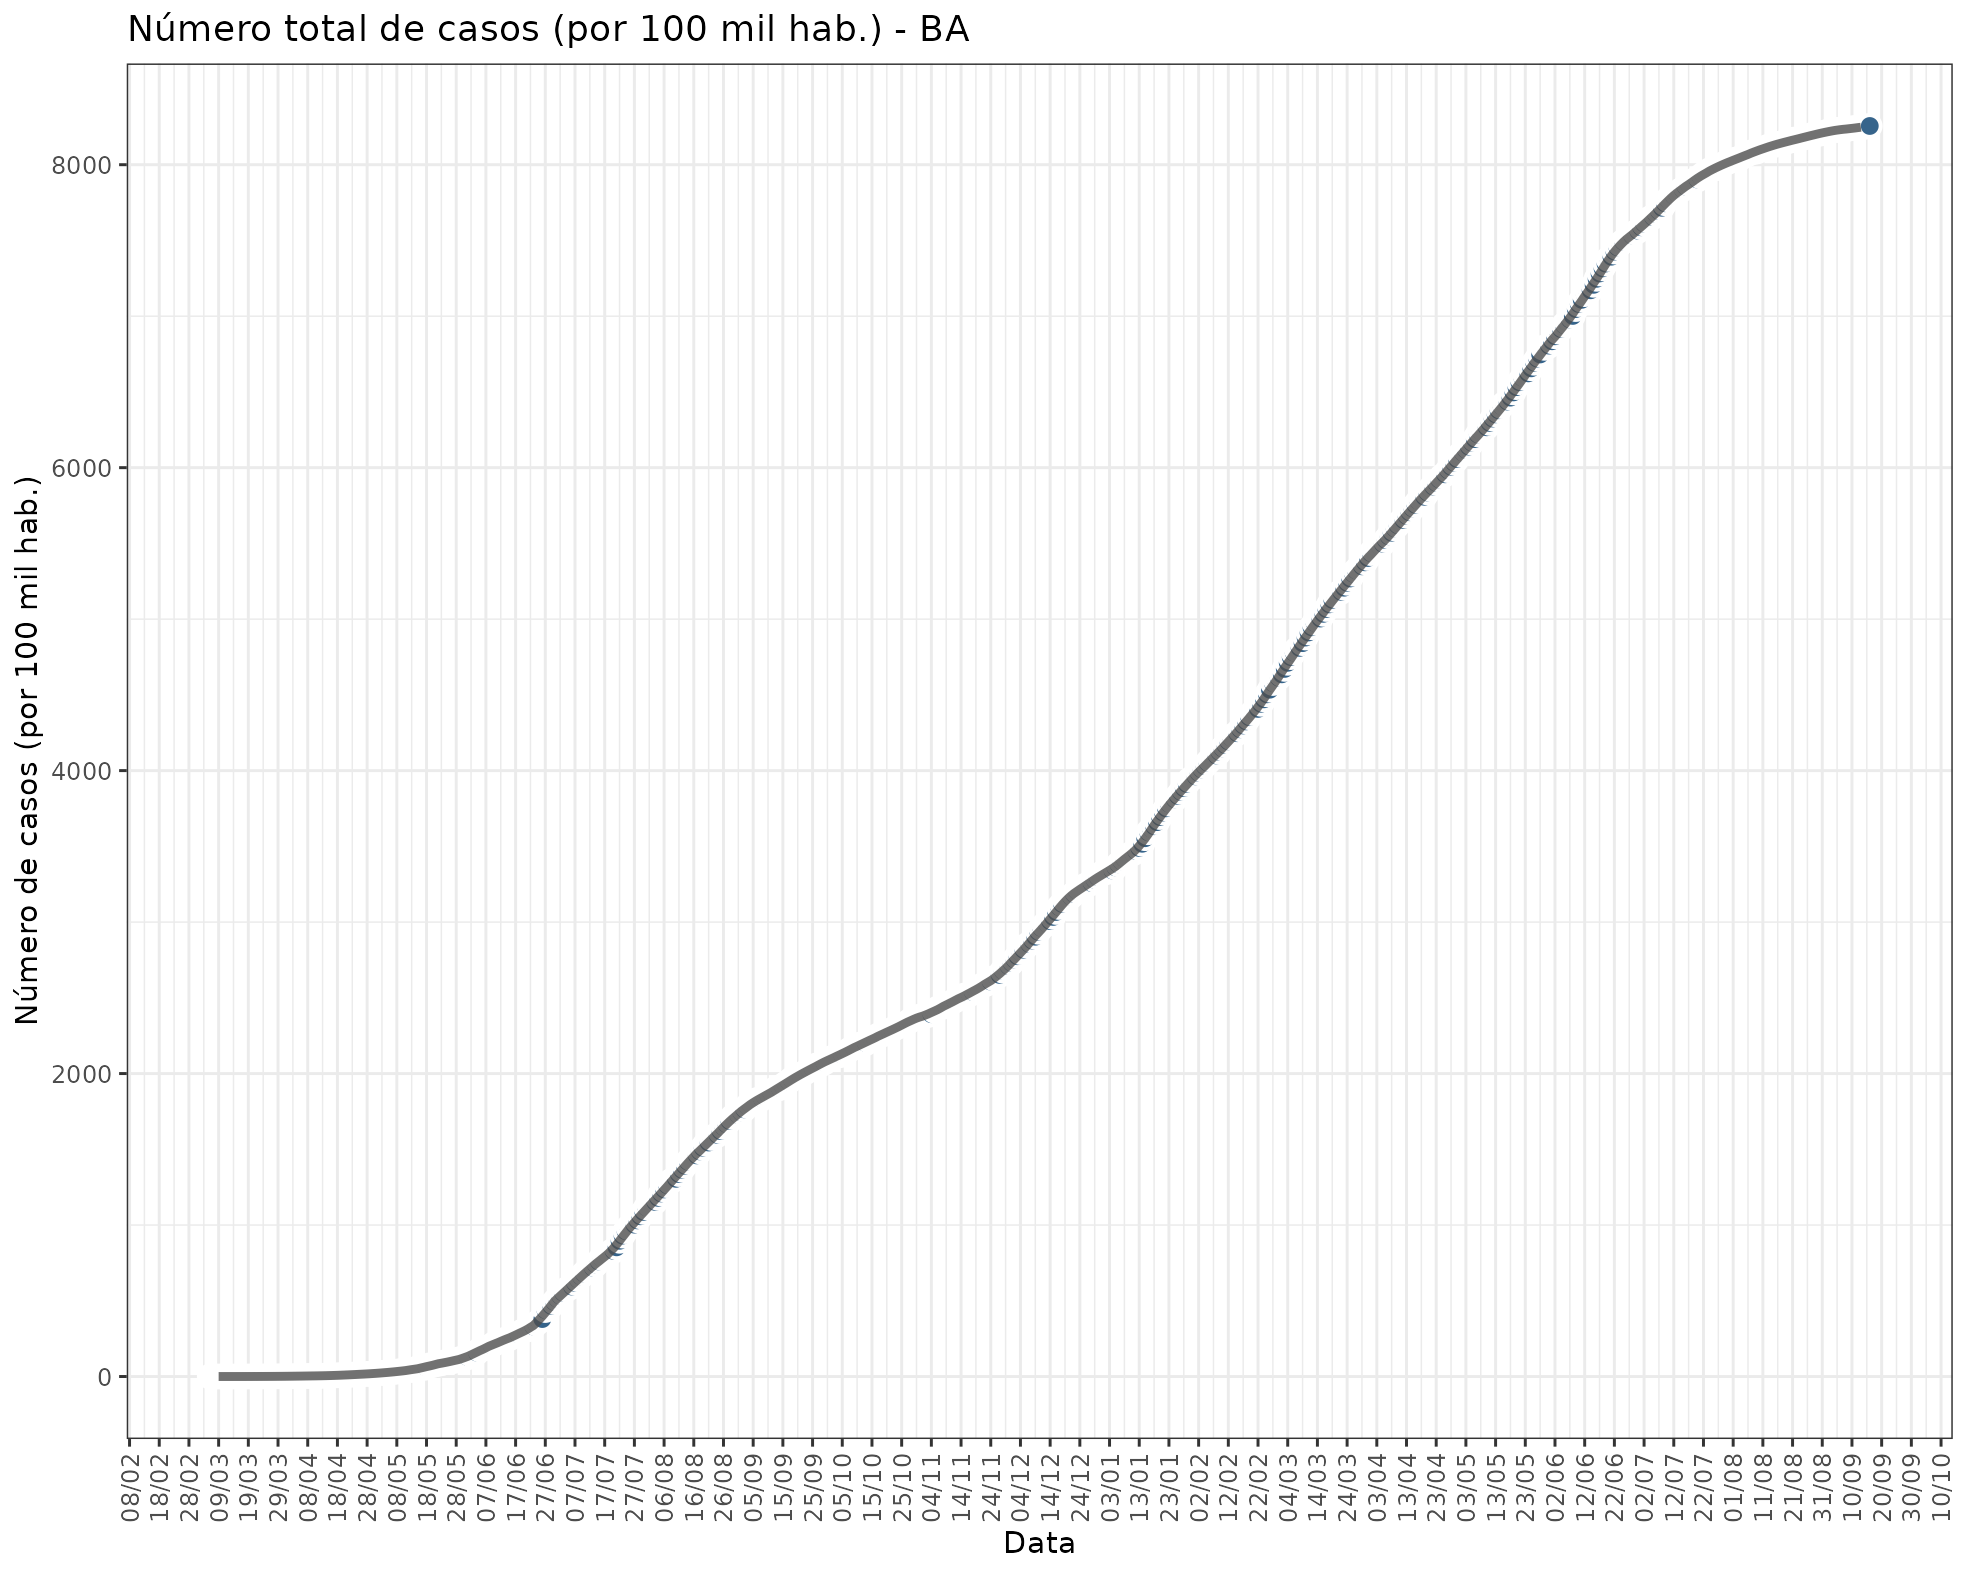 Número total de casos (por 100 mil hab.) - BA
Número de casos (por 100 mil hab.)
8000
6000
4000
2000
0
08/02 18/02 28/02 09/03 19/03 29/03 08/04 18/04 28/04 08/05 18/05 28/05 07/06 17/06 27/06 07/07 17/07 27/07 06/08 16/08 26/08 05/09 15/09 25/09 05/10 15/10 25/10 04/11 14/11 24/11 04/12 14/12 24/12 03/01 13/01 23/01 02/02 12/02 22/02 04/03 14/03 24/03 03/04 13/04 23/04 03/05 13/05 23/05 02/06 12/06 22/06 02/07 12/07 22/07 01/08 11/08 21/08 31/08 10/09 20/09 30/09 10/10
Data